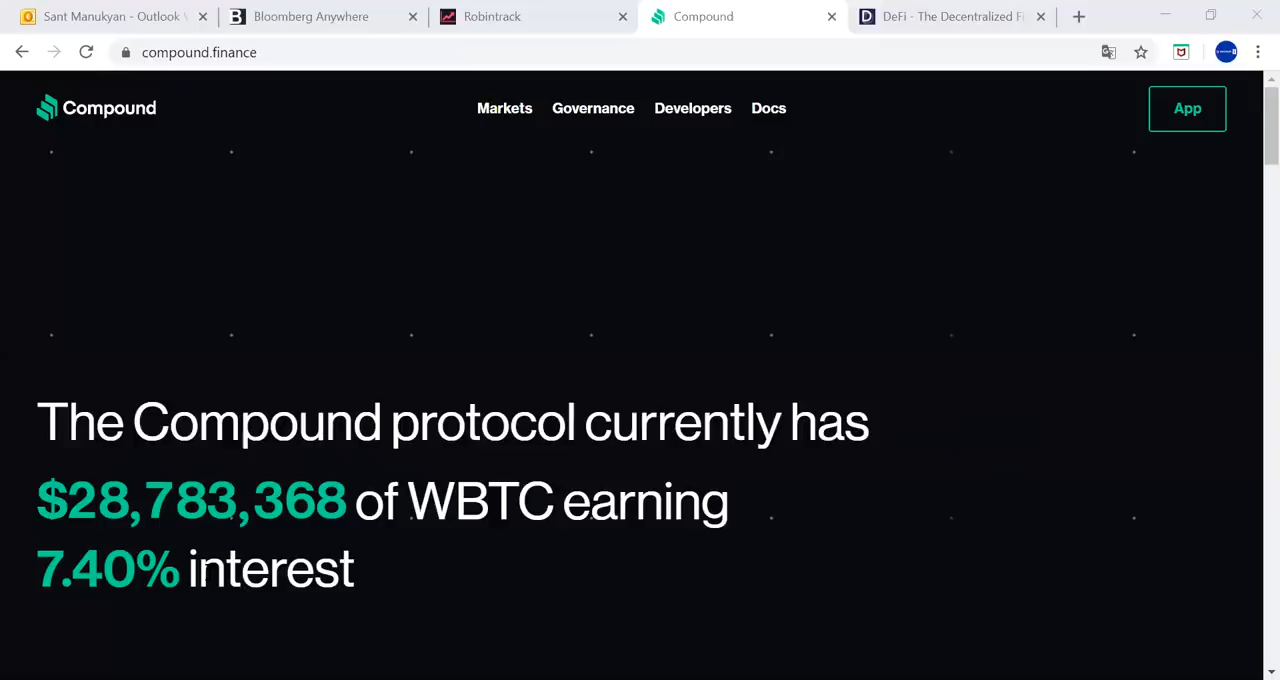 Sant Manukyan - Outlook
Bloomberg Anywhere
Robintrack
Compound
DeFi - The Decentralized Fi
compound.finance
Compound
Markets
Governance
Developers
Docs
App
The Compound protocol currently has
$28,783,368 of WBTC earning
7.40% interest